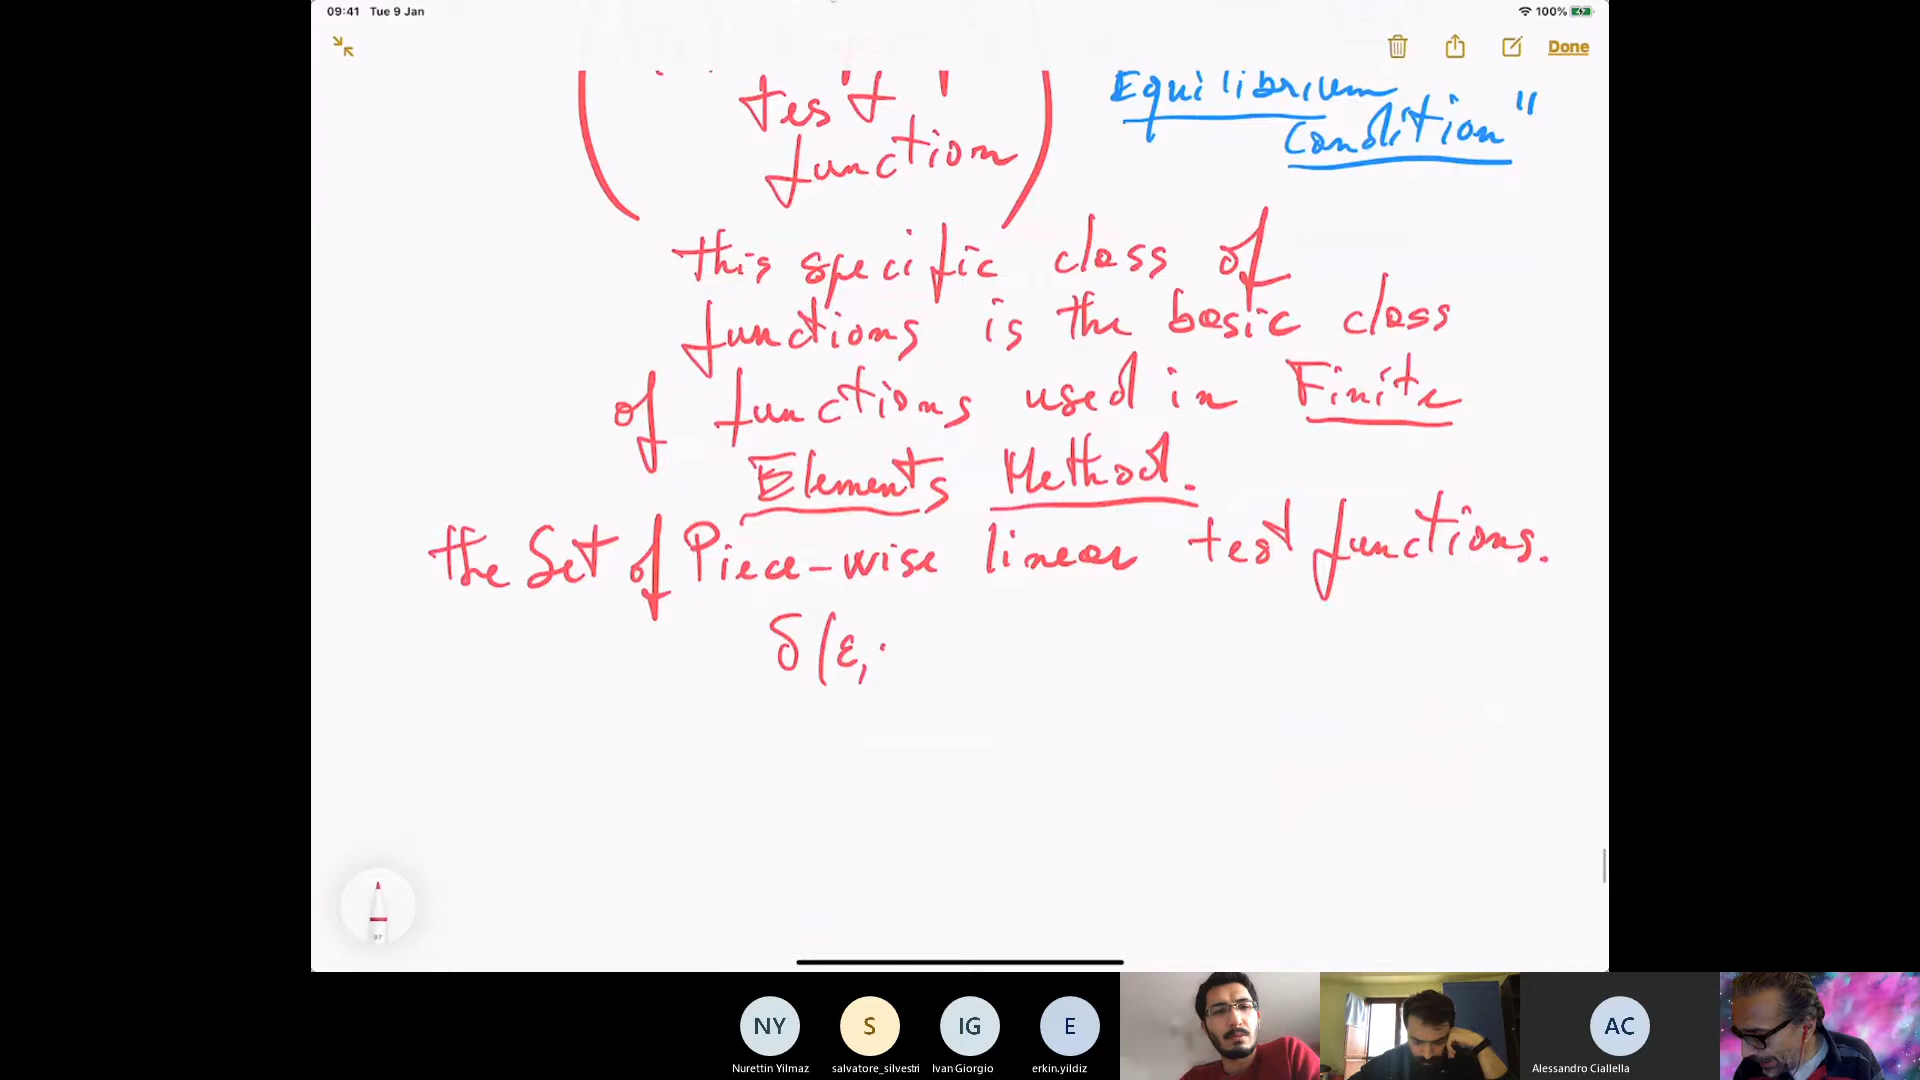 09:41 Tue 9 Jan
100%
Done
test
function
Equilibrium
Condition"
this specific class of
functions is the basic class
of functions used in Finite
Elements Method.
the Set of Piece-wise linear test functions.
δ(ε,
97
NY
S
IG
E
AC
Nurettin Yilmaz
salvatore_silvestri
Ivan Giorgio
erkin.yildiz
Alessandro Ciallella